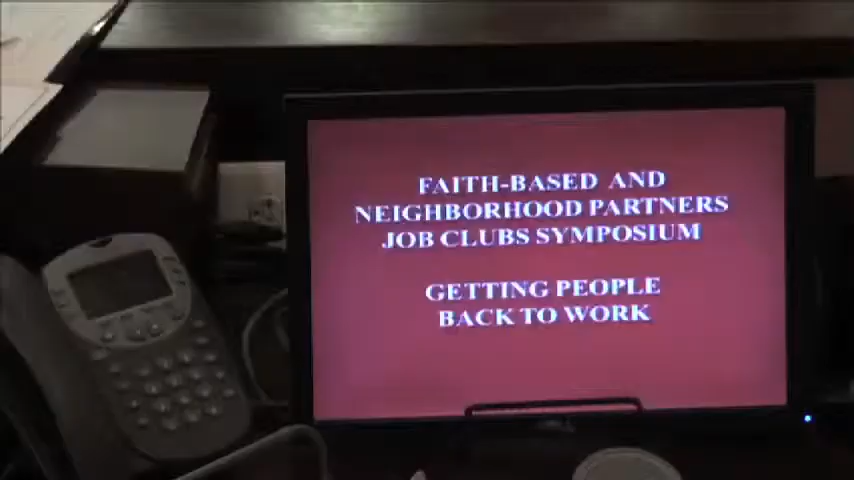 FAITH-BASED AND
NEIGHBORHOOD PARTNERS
JOB CLUBS SYMPOSIUM
GETTING PEOPLE
BACK TO WORK